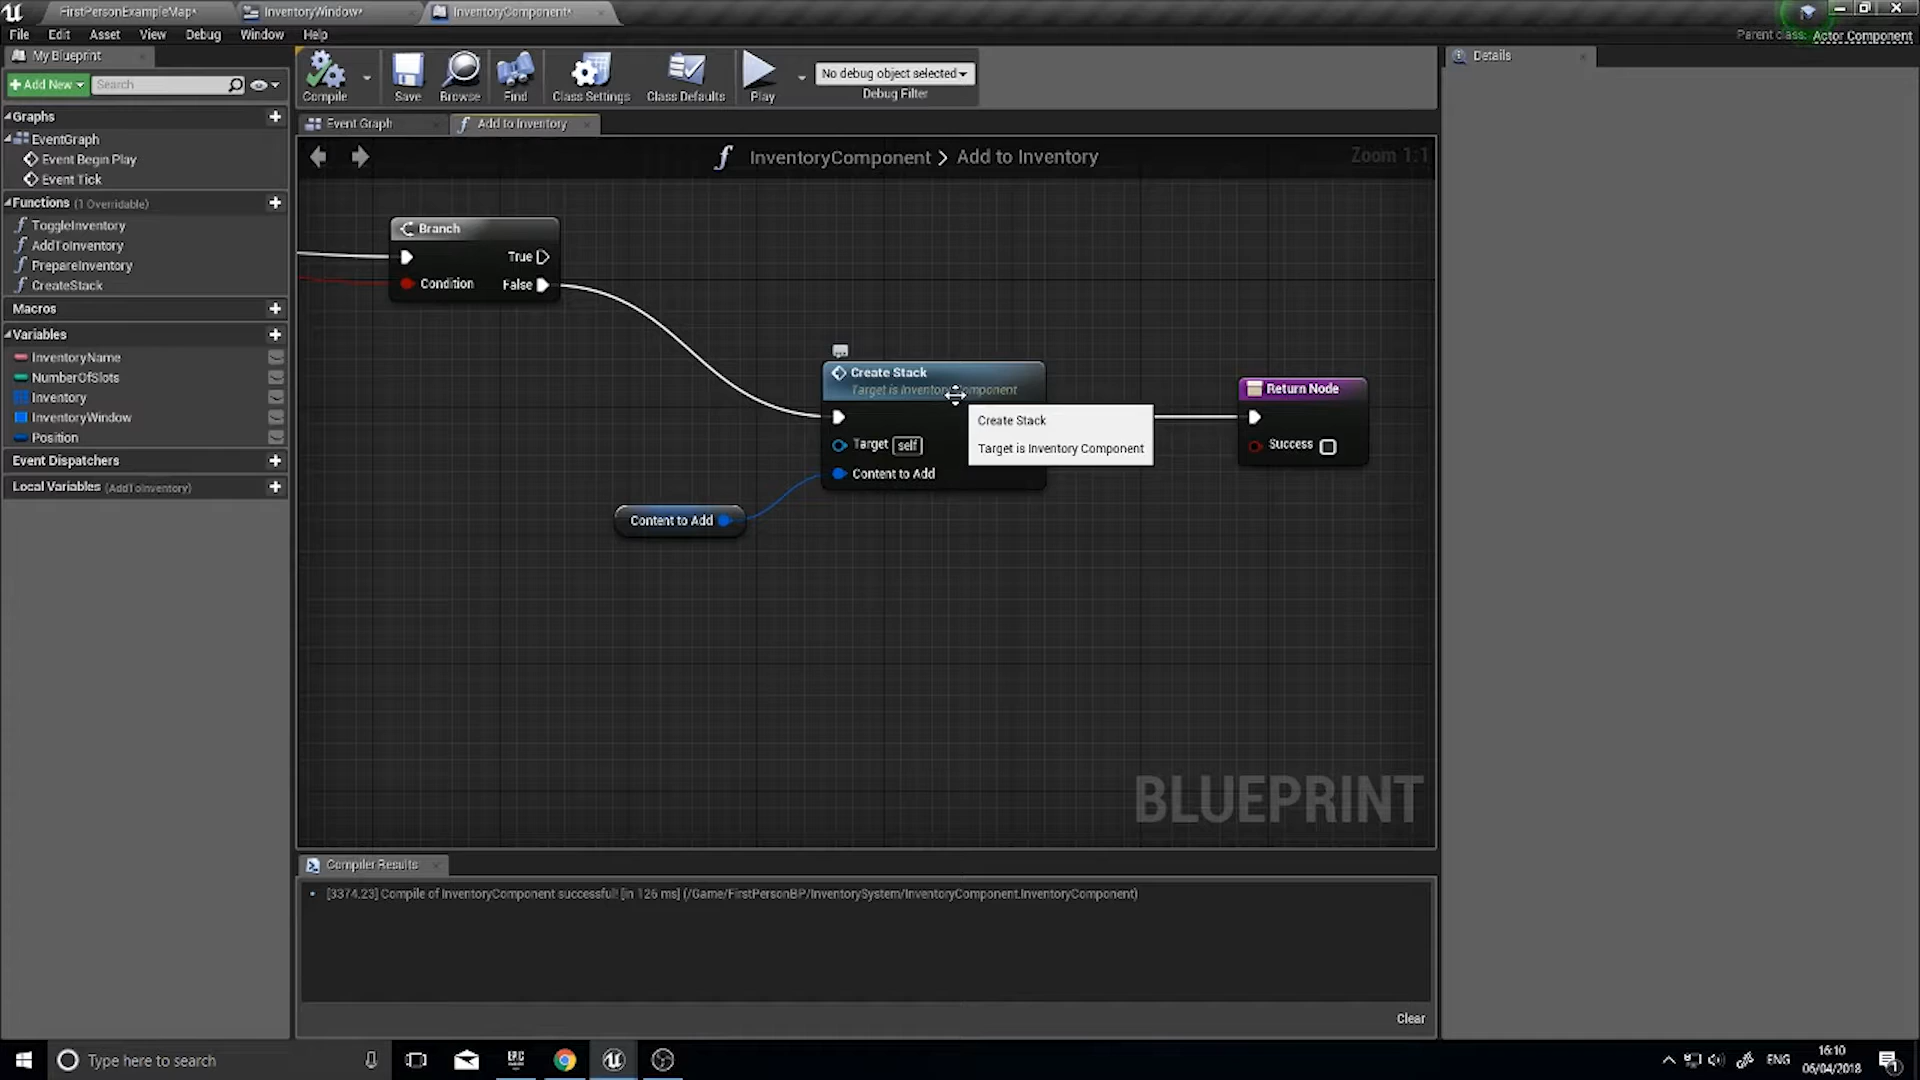 FirstPersonExampleMap*
InventoryWindow*
InventoryComponent*
File Edit Asset View Debug Window Help
Parent class: Actor Component
My Blueprint
Details
Add New
Search
Compile
Save
Browse
Find
Class Settings
Class Defaults
Play
No debug object selected
Debug Filter
Graphs
EventGraph
Event Begin Play
Event Tick
Functions (1 Overridable)
ToggleInventory
AddToInventory
PrepareInventory
CreateStack
Macros
Variables
InventoryName
NumberOfSlots
Inventory
InventoryWindow
Position
Event Dispatchers
Local Variables (AddToInventory)
Event Graph
Add to Inventory
InventoryComponent > Add to Inventory
Zoom 1:1
Branch
True
Condition
False
Create Stack
Target is Inventory Component
Target self
Content to Add
Create Stack
Target is Inventory Component
Return Node
Success
Content to Add
BLUEPRINT
Compiler Results
[3374.23] Compile of InventoryComponent successful! [in 126 ms] (/Game/FirstPersonBP/InventorySystem/InventoryComponent.InventoryComponent)
Clear
Type here to search
EPIC
ENG
16:10
06/04/2018
1